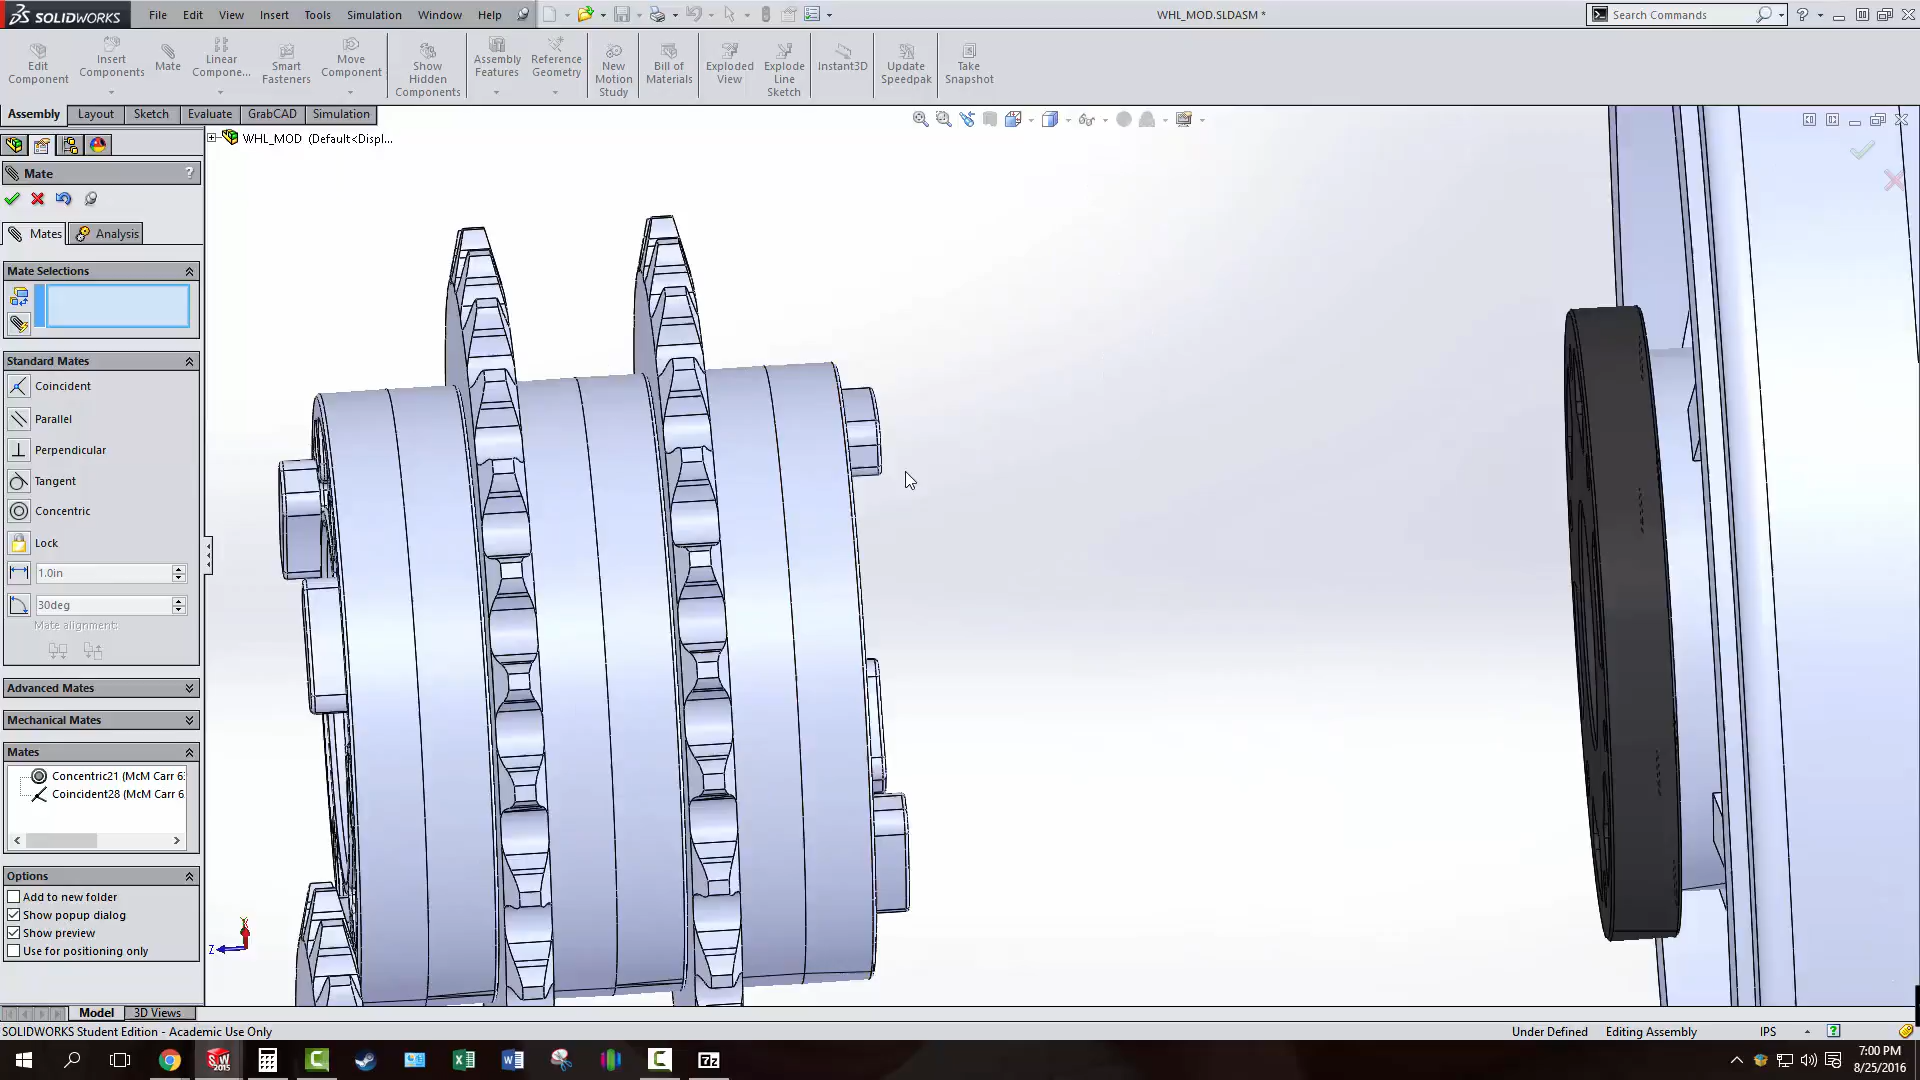 SOLIDWORKS
File
Edit
View
Insert
Tools
Simulation
Window
Help
WHL_MOD.SLDASM *
Search Commands
Edit
Component
Insert
Components
Mate
Linear
Compone...
Smart
Fasteners
Move
Component
Show
Hidden
Components
Assembly
Features
Reference
Geometry
New
Motion
Study
Bill of
Materials
Exploded
View
Explode
Line
Sketch
Instant3D
Update
Speedpak
Take
Snapshot
Assembly
Layout
Sketch
Evaluate
GrabCAD
Simulation
WHL_MOD (Default<Displ...
Mate
?
Mates
Analysis
Mate Selections
Standard Mates
Coincident
Parallel
Perpendicular
Tangent
Concentric
Lock
1.0in
30deg
Mate alignment:
Advanced Mates
Mechanical Mates
Mates
Concentric21 (McM Carr 6
Coincident28 (McM Carr 6
Options
Add to new folder
Show popup dialog
Show preview
Use for positioning only
Z
Model
3D Views
SOLIDWORKS Student Edition - Academic Use Only
Under Defined
Editing Assembly
IPS
7:00 PM
8/25/2016
SW
2015
7z